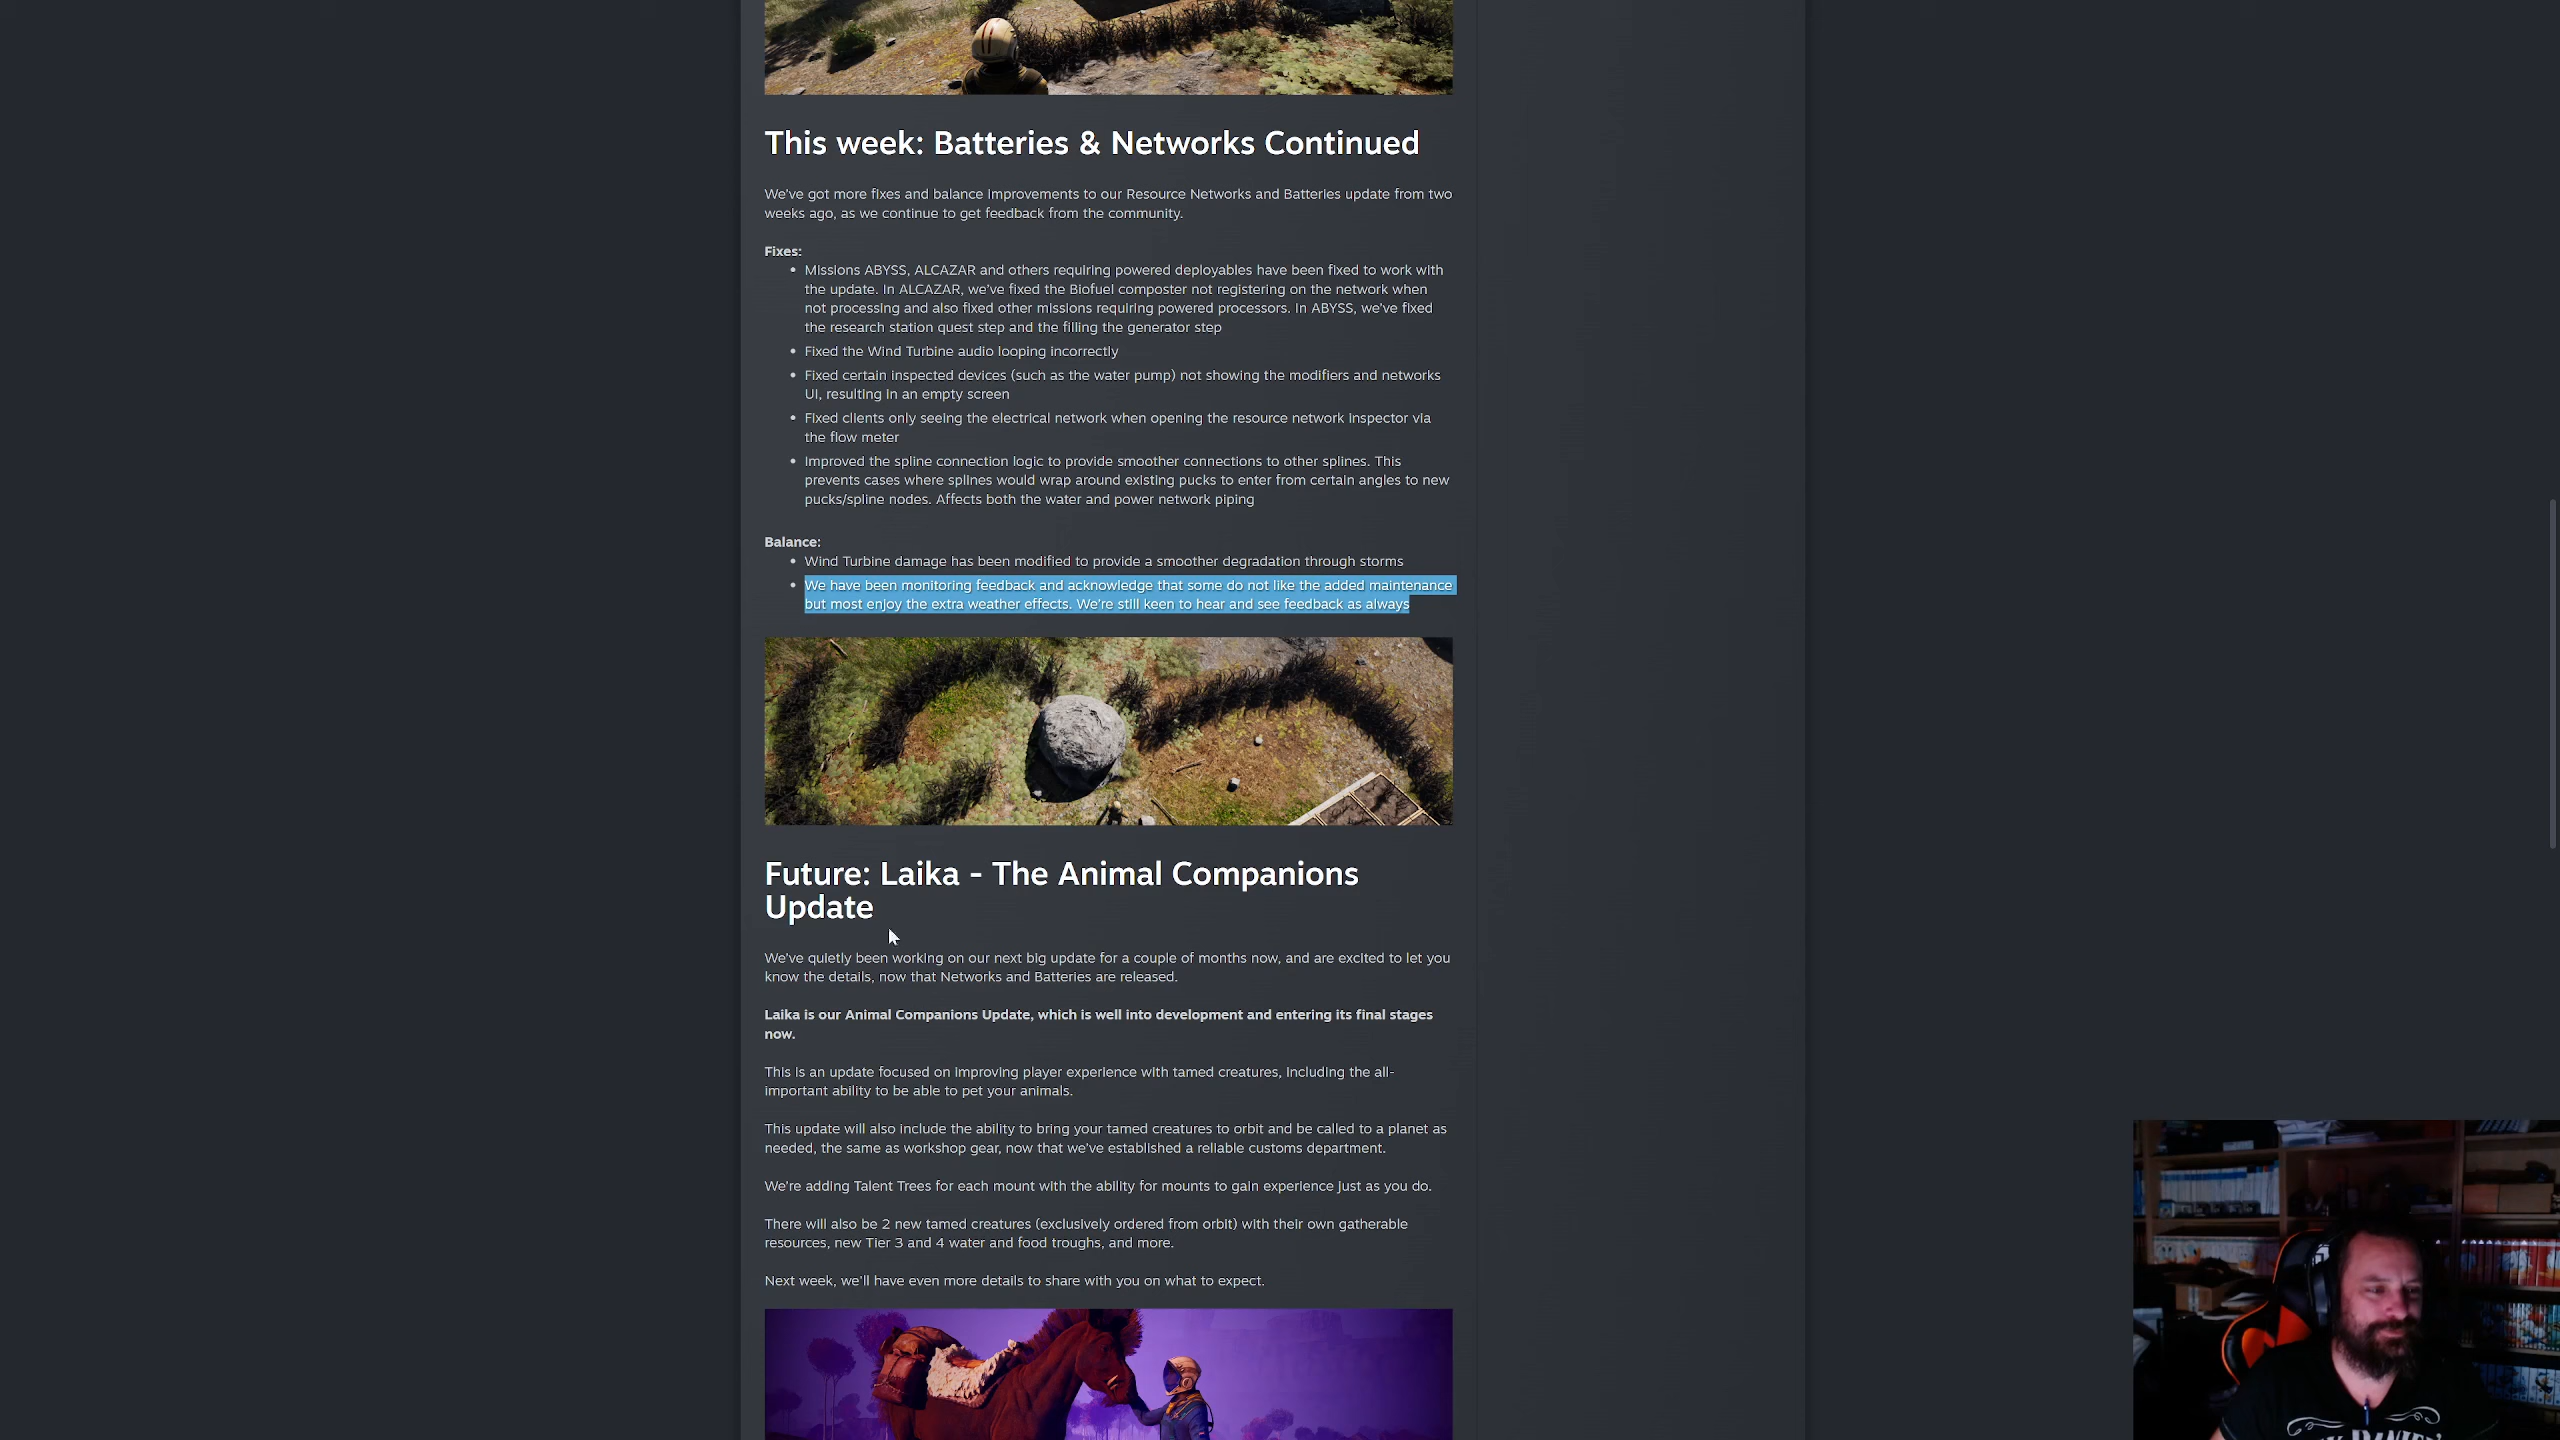 This week: Batteries & Networks Continued
We've got more fixes and balance improvements to our Resource Networks and Batteries update from two
weeks ago, as we continue to get feedback from the community.
Fixes:
• Missions ABYSS, ALCAZAR and others requiring powered deployables have been fixed to work with
the update. In ALCAZAR, we've fixed the Biofuel composter not registering on the network when
not processing and also fixed other missions requiring powered processors. In ABYSS, we've fixed
the research station quest step and the filling the generator step
• Fixed the Wind Turbine audio looping incorrectly
• Fixed certain inspected devices (such as the water pump) not showing the modifiers and networks
UI, resulting in an empty screen
• Fixed clients only seeing the electrical network when opening the resource network inspector via
the flow meter
• Improved the spline connection logic to provide smoother connections to other splines. This
prevents cases where splines would wrap around existing pucks to enter from certain angles to new
pucks/spline nodes. Affects both the water and power network piping
Balance:
• Wind Turbine damage has been modified to provide a smoother degradation through storms
• We have been monitoring feedback and acknowledge that some do not like the added maintenance
but most enjoy the extra weather effects. We're still keen to hear and see feedback as always
Future: Laika - The Animal Companions
Update
We've quietly been working on our next big update for a couple of months now, and are excited to let you
know the details, now that Networks and Batteries are released.
Laika is our Animal Companions Update, which is well into development and entering its final stages
now.
This is an update focused on improving player experience with tamed creatures, including the all-
important ability to be able to pet your animals.
This update will also include the ability to bring your tamed creatures to orbit and be called to a planet as
needed, the same as workshop gear, now that we've established a reliable customs department.
We're adding Talent Trees for each mount with the ability for mounts to gain experience just as you do.
There will also be 2 new tamed creatures (exclusively ordered from orbit) with their own gatherable
resources, new Tier 3 and 4 water and food troughs, and more.
Next week, we'll have even more details to share with you on what to expect.